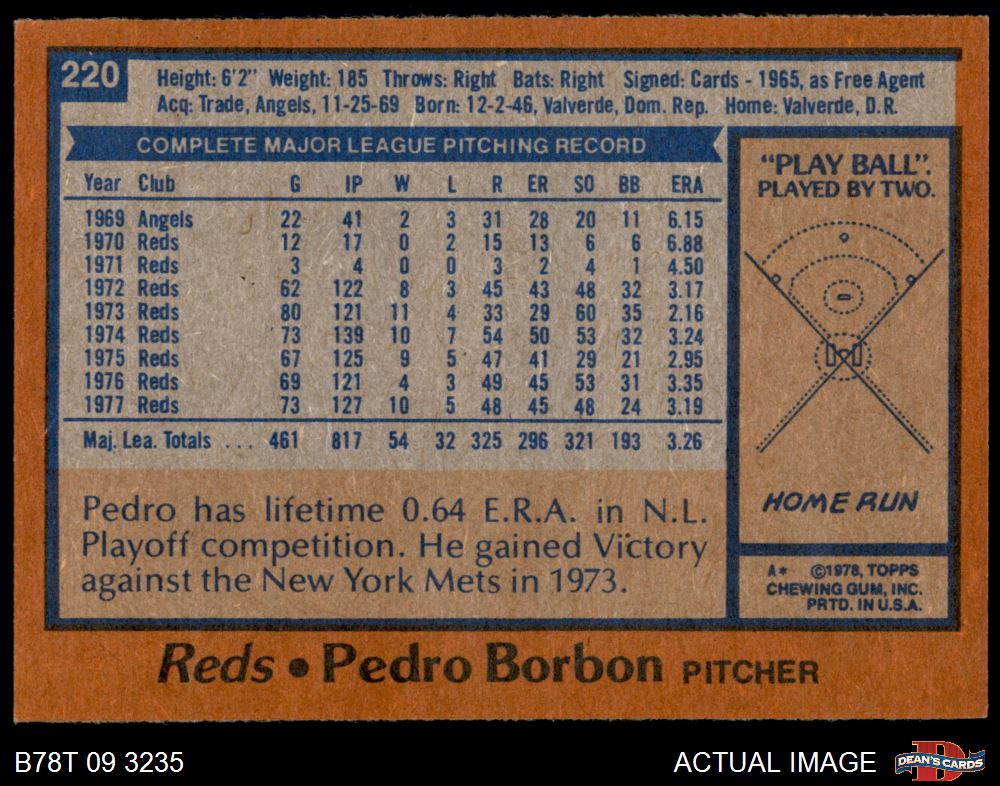 220
Height: 6'2" Weight: 185 Throws: Right Bats: Right Signed: Cards - 1965, as Free Agent
Acq: Trade, Angels, 11-25-69 Born: 12-2-46, Valverde, Dom. Rep. Home: Valverde, D.R.
COMPLETE MAJOR LEAGUE PITCHING RECORD
Year Club G IP W L R ER SO BB ERA
1969 Angels 22 41 2 3 31 28 20 11 6.15
1970 Reds 12 17 0 2 15 13 6 6 6.88
1971 Reds 3 4 0 0 3 2 4 1 4.50
1972 Reds 62 122 8 3 45 43 48 32 3.17
1973 Reds 80 121 11 4 33 29 60 35 2.16
1974 Reds 73 139 10 7 54 50 53 32 3.24
1975 Reds 67 125 9 5 47 41 29 21 2.95
1976 Reds 69 121 4 3 49 45 53 31 3.35
1977 Reds 73 127 10 5 48 45 48 24 3.19
Maj. Lea. Totals ... 461 817 54 32 325 296 321 193 3.26
Pedro has lifetime 0.64 E.R.A. in N.L.
Playoff competition. He gained Victory
against the New York Mets in 1973.
"PLAY BALL".
PLAYED BY TWO.
HOME RUN
A* ©1978, TOPPS
CHEWING GUM, INC.
PRTD. IN U.S.A.
Reds • Pedro Borbon PITCHER
B78T 09 3235
ACTUAL IMAGE
D
DEAN'S CARDS